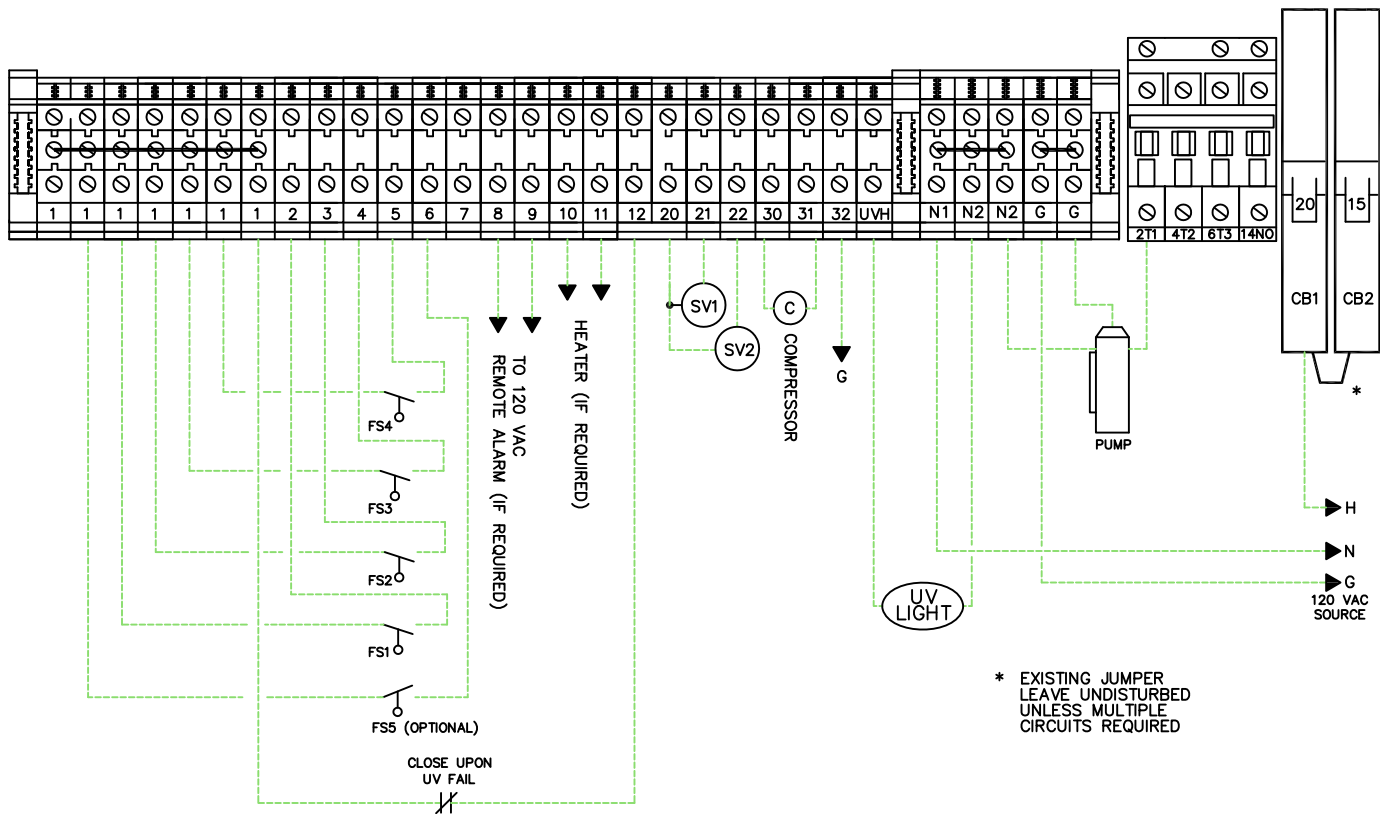 1 1 1 1 1 1 1 2 3 4 5 6 7 8 9 10 11 12 20 21 22 30 31 32 UVH N1 N2 N2 G G
2T1 4T2 6T3 14NO
20 15
CB1 CB2
*
SV1
SV2
C
COMPRESSOR
G
PUMP
HEATER (IF REQUIRED)
TO 120 VAC
REMOTE ALARM (IF REQUIRED)
FS4
FS3
FS2
FS1
FS5 (OPTIONAL)
CLOSE UPON
UV FAIL
UV
LIGHT
H
N
G
120 VAC
SOURCE
* EXISTING JUMPER
LEAVE UNDISTURBED
UNLESS MULTIPLE
CIRCUITS REQUIRED